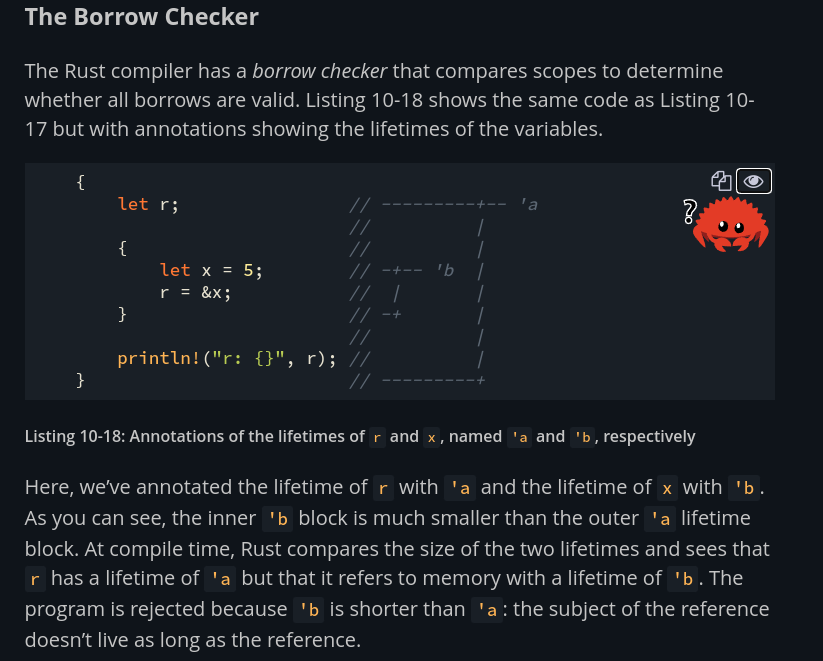 The Borrow Checker
The Rust compiler has a borrow checker that compares scopes to determine
whether all borrows are valid. Listing 10-18 shows the same code as Listing 10-
17 but with annotations showing the lifetimes of the variables.
{
    let r;                // ---------+-- 'a
                          //          |
    {                     //          |
        let x = 5;        // -+-- 'b  |
        r = &x;           //  |       |
    }                     // -+       |
                          //          |
    println!("r: {}", r); //          |
}                         // ---------+
?
Listing 10-18: Annotations of the lifetimes of r and x, named 'a and 'b, respectively
Here, we’ve annotated the lifetime of r with 'a and the lifetime of x with 'b.
As you can see, the inner 'b block is much smaller than the outer 'a lifetime
block. At compile time, Rust compares the size of the two lifetimes and sees that
r has a lifetime of 'a but that it refers to memory with a lifetime of 'b. The
program is rejected because 'b is shorter than 'a: the subject of the reference
doesn’t live as long as the reference.